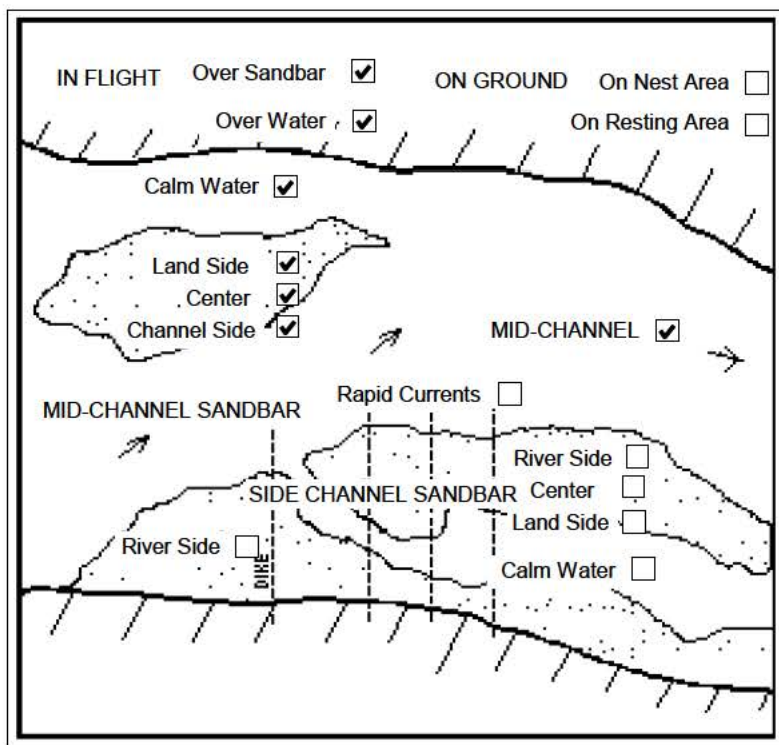 IN FLIGHT Over Sandbar ON GROUND On Nest Area
Over Water On Resting Area
Calm Water
Land Side
Center
Channel Side
MID-CHANNEL
Rapid Currents
MID-CHANNEL SANDBAR
River Side
SIDE CHANNEL SANDBAR Center
Land Side
River Side
DIKE
Calm Water